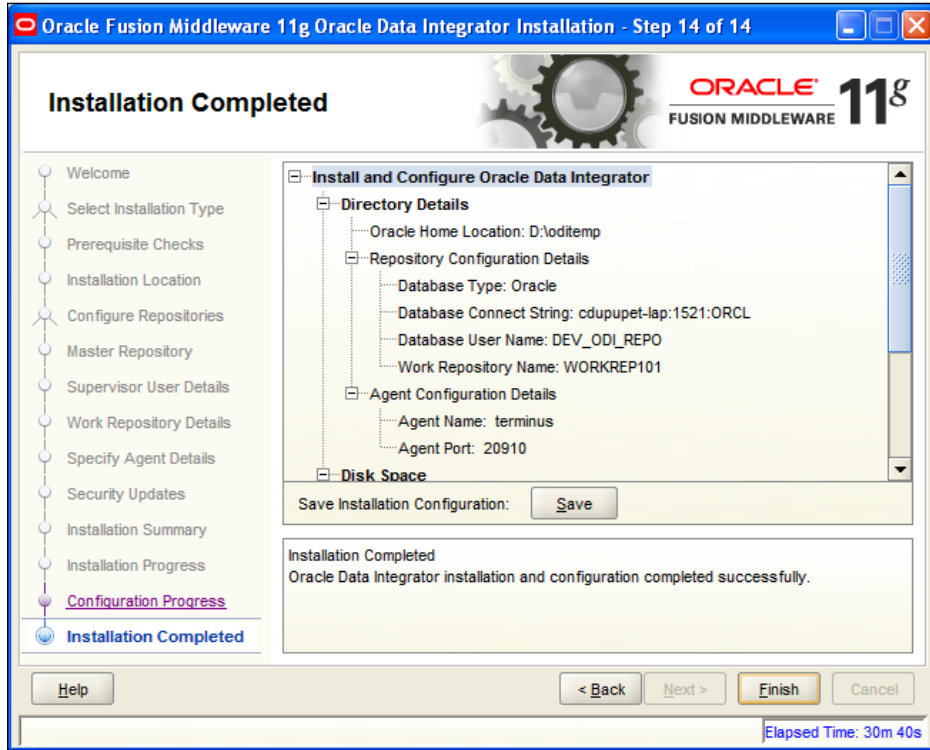 Oracle Fusion Middleware 11g Oracle Data Integrator Installation - Step 14 of 14
Installation Completed
ORACLE
FUSION MIDDLEWARE
11g
Welcome
Select Installation Type
Prerequisite Checks
Installation Location
Configure Repositories
Master Repository
Supervisor User Details
Work Repository Details
Specify Agent Details
Security Updates
Installation Summary
Installation Progress
Configuration Progress
Installation Completed
Install and Configure Oracle Data Integrator
Directory Details
Oracle Home Location: D:\oditemp
Repository Configuration Details
Database Type: Oracle
Database Connect String: cdupupet-lap:1521:ORCL
Database User Name: DEV_ODI_REPO
Work Repository Name: WORKREP101
Agent Configuration Details
Agent Name: terminus
Agent Port: 20910
Disk Space
Save Installation Configuration: Save
Installation Completed
Oracle Data Integrator installation and configuration completed successfully.
Help < Back Next > Finish Cancel
Elapsed Time: 30m 40s